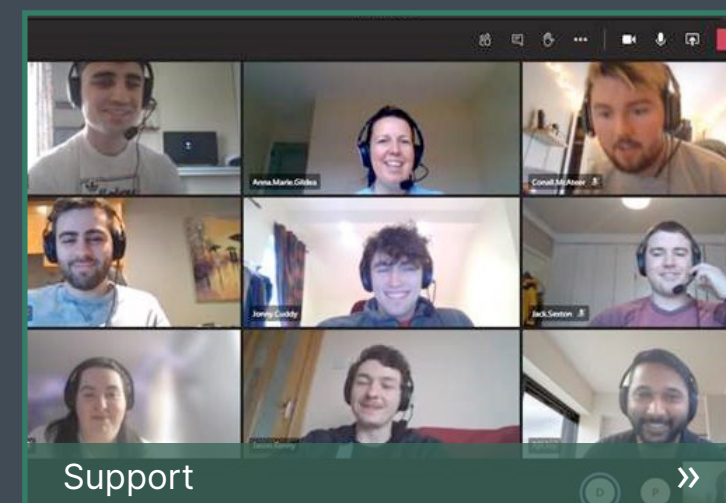 Anna.Marie.Gildea
Conall.McAteer
Jonny.Cuddy
Jack.Sexton
Support »
D
P